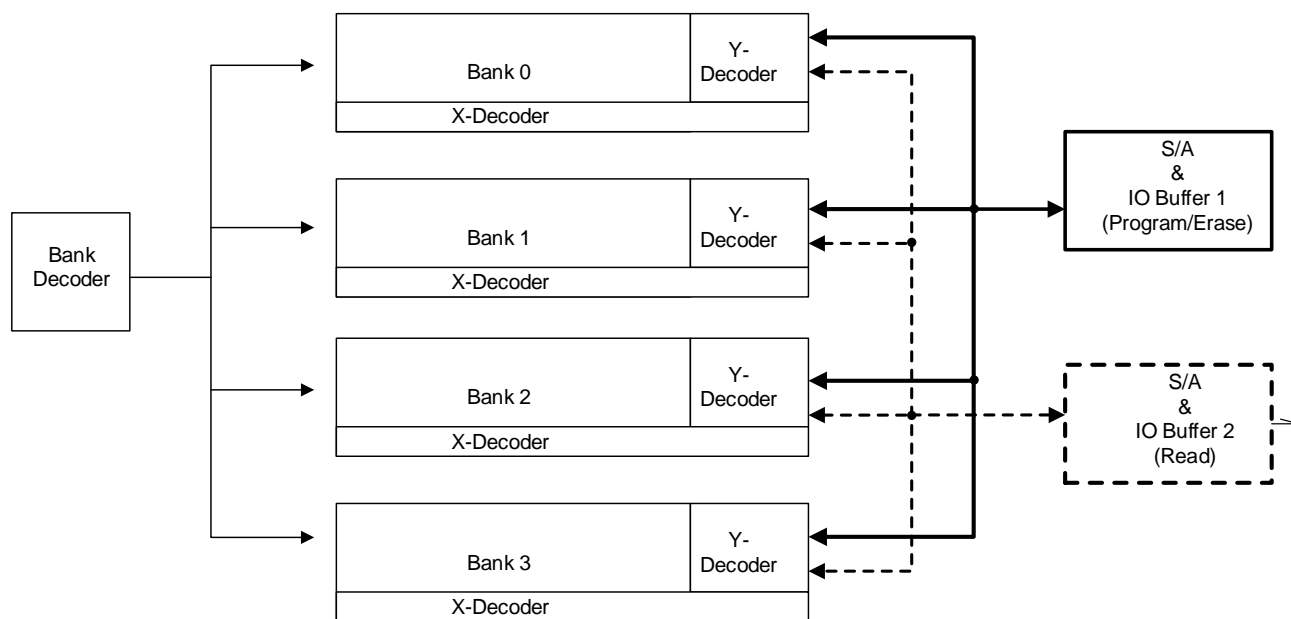 Bank
Decoder
Bank 0
Y-
Decoder
X-Decoder
Bank 1
Y-
Decoder
X-Decoder
Bank 2
Y-
Decoder
X-Decoder
Bank 3
Y-
Decoder
X-Decoder
S/A
&
IO Buffer 1
(Program/Erase)
S/A
&
IO Buffer 2
(Read)